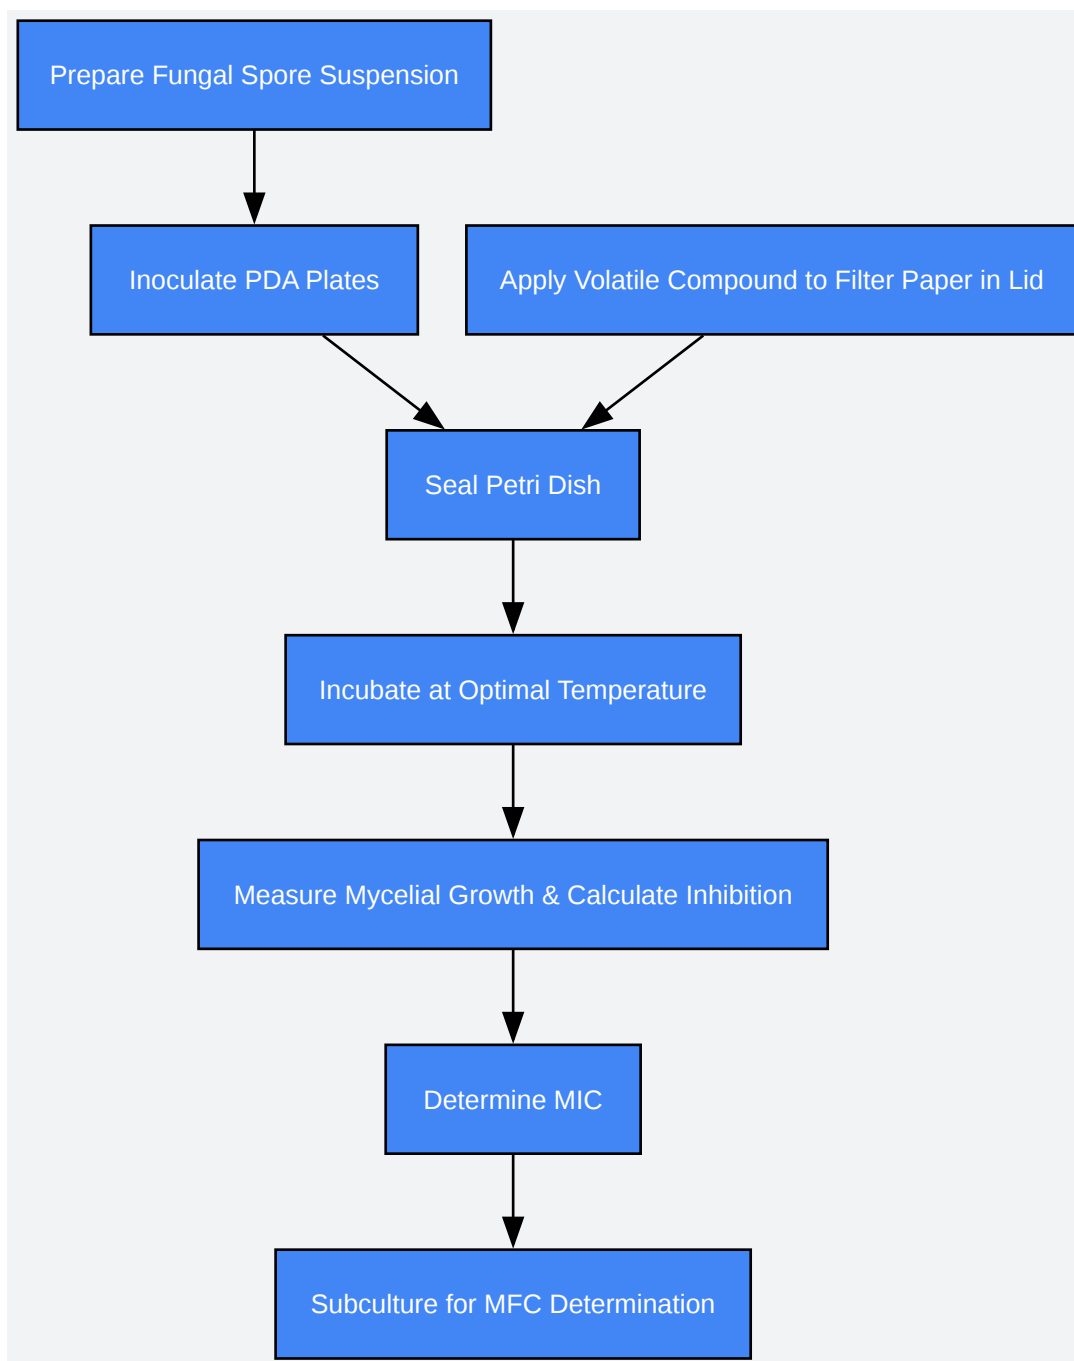 Prepare Fungal Spore Suspension
Inoculate PDA Plates
Apply Volatile Compound to Filter Paper in Lid
Seal Petri Dish
Incubate at Optimal Temperature
Measure Mycelial Growth & Calculate Inhibition
Determine MIC
Subculture for MFC Determination